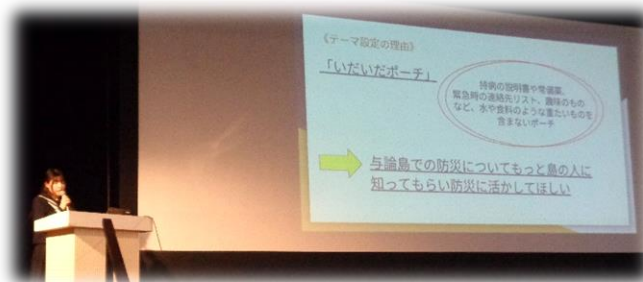 《テーマ設定の理由》
「いだいだポーチ」
持病の説明書や常備薬、
緊急時の連絡先リスト、趣味のもの
など、水や食料のような重たいものを
含まないポーチ
与論島での防災についてもっと島の人に
知ってもらい防災に活かしてほしい